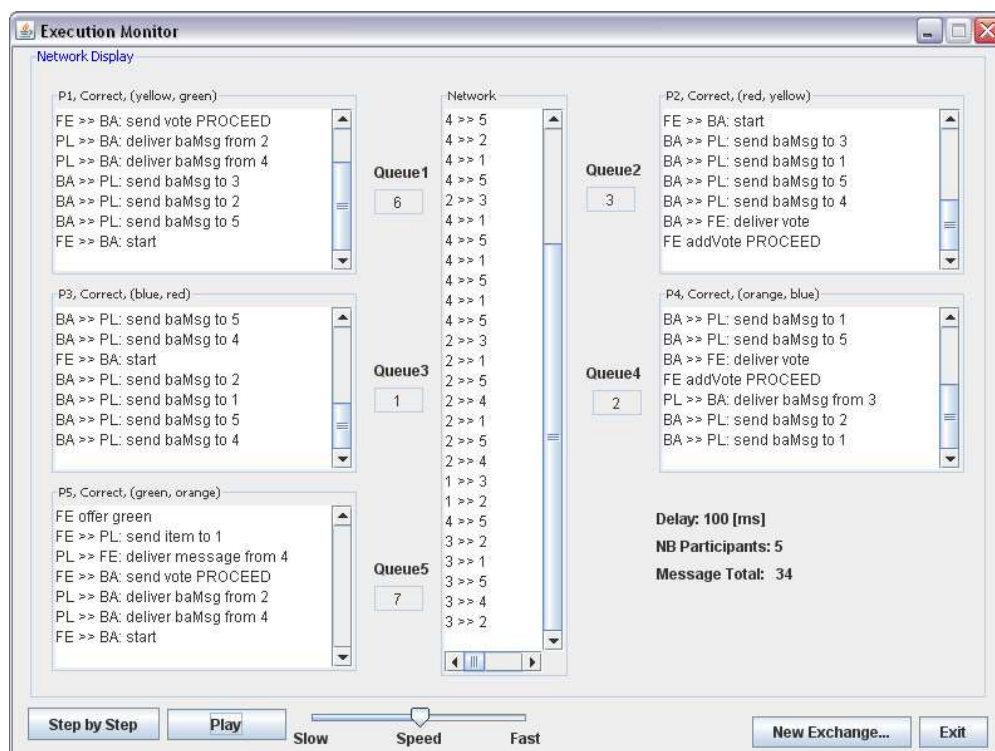 Execution Monitor
Network Display
P1, Correct, (yellow, green)
FE >> BA: send vote PROCEED
PL >> BA: deliver baMsg from 2
PL >> BA: deliver baMsg from 4
BA >> PL: send baMsg to 3
BA >> PL: send baMsg to 2
BA >> PL: send baMsg to 5
FE >> BA: start
Queue1
6
P3, Correct, (blue, red)
BA >> PL: send baMsg to 5
BA >> PL: send baMsg to 4
FE >> BA: start
BA >> PL: send baMsg to 2
BA >> PL: send baMsg to 1
BA >> PL: send baMsg to 5
BA >> PL: send baMsg to 4
Queue3
1
P5, Correct, (green, orange)
FE offer green
FE >> PL: send item to 1
PL >> FE: deliver message from 4
FE >> BA: send vote PROCEED
PL >> BA: deliver baMsg from 2
PL >> BA: deliver baMsg from 4
FE >> BA: start
Queue5
7
Network
4 >> 5
4 >> 2
4 >> 1
4 >> 5
2 >> 3
4 >> 1
4 >> 5
4 >> 1
4 >> 5
4 >> 1
4 >> 5
2 >> 3
2 >> 1
2 >> 5
2 >> 4
2 >> 1
2 >> 5
2 >> 4
1 >> 3
1 >> 2
4 >> 5
3 >> 2
3 >> 1
3 >> 5
3 >> 4
3 >> 2
Queue2
3
P2, Correct, (red, yellow)
FE >> BA: start
BA >> PL: send baMsg to 3
BA >> PL: send baMsg to 1
BA >> PL: send baMsg to 5
BA >> PL: send baMsg to 4
BA >> FE: deliver vote
FE addVote PROCEED
Queue4
2
P4, Correct, (orange, blue)
BA >> PL: send baMsg to 1
BA >> PL: send baMsg to 5
BA >> FE: deliver vote
FE addVote PROCEED
PL >> BA: deliver baMsg from 3
BA >> PL: send baMsg to 2
BA >> PL: send baMsg to 1
Delay: 100 [ms]
NB Participants: 5
Message Total: 34
Step by Step
Play
Slow Speed Fast
New Exchange...
Exit